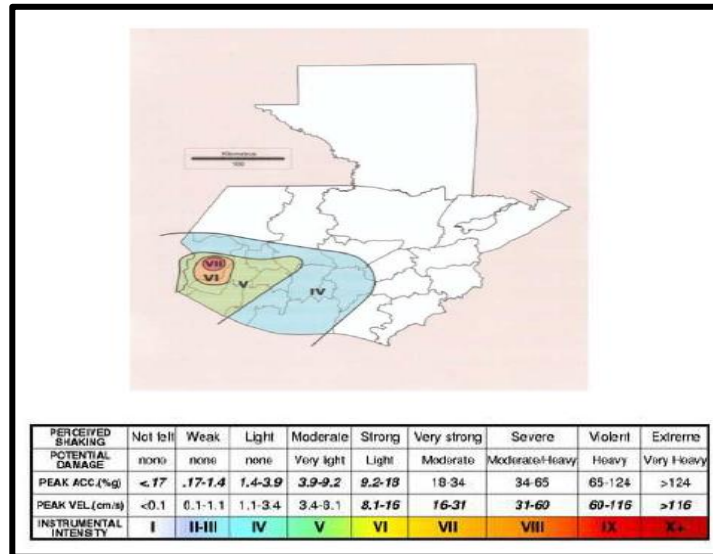 Kilometros
100
VII
VI
V
IV
PERCEIVED SHAKING Not felt Weak Light Moderate Strong Very strong Severe Violent Extreme
POTENTIAL DAMAGE none none none Very light Light Moderate Moderate/Heavy Heavy Very Heavy
PEAK ACC.(%g) <.17 .17-1.4 1.4-3.9 3.9-9.2 9.2-18 18-34 34-65 65-124 >124
PEAK VEL.(cm/s) <0.1 0.1-1.1 1.1-3.4 3.4-8.1 8.1-16 16-31 31-60 60-116 >116
INSTRUMENTAL INTENSITY I II-III IV V VI VII VIII IX X+